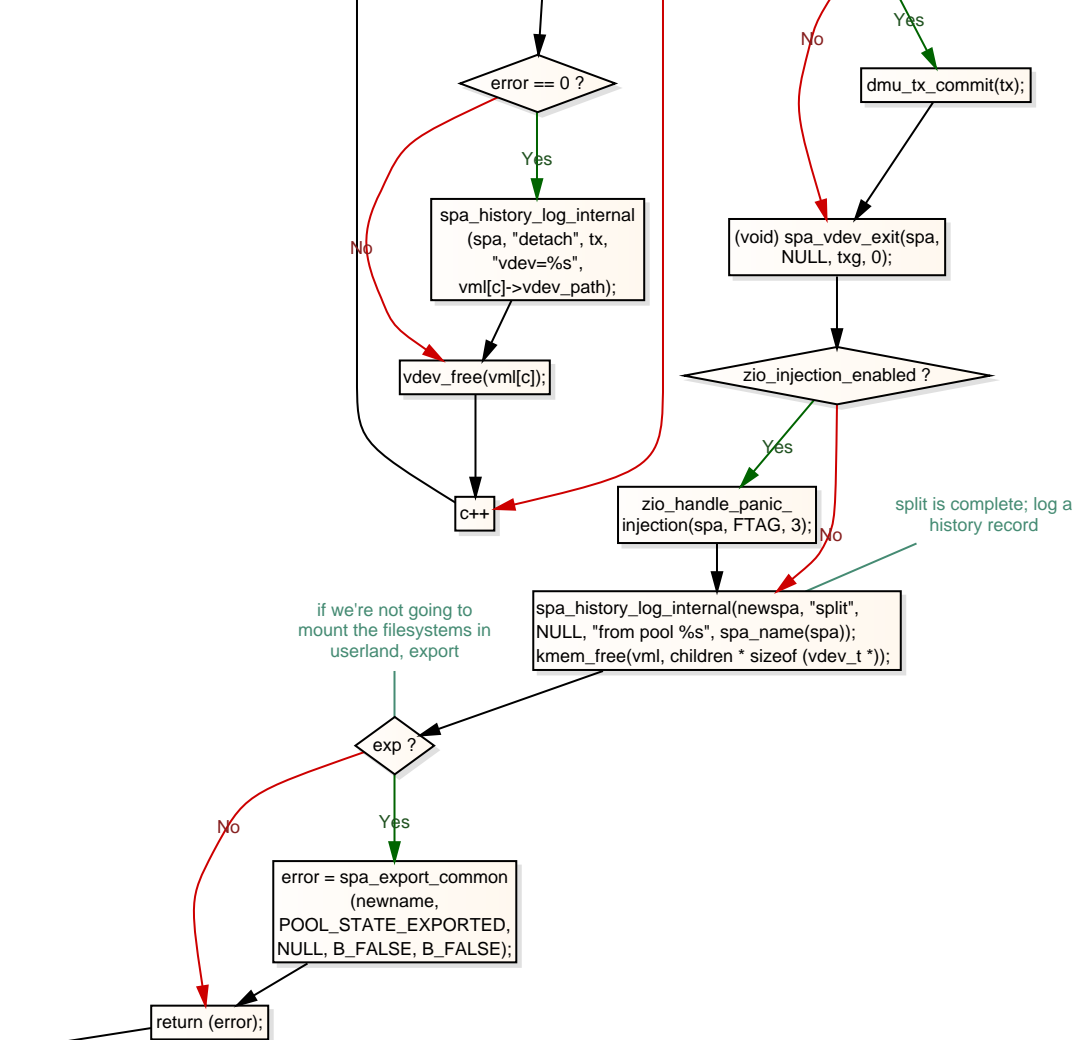 Yes
No
dmu_tx_commit(tx);
error == 0 ?
Yes
spa_history_log_internal
(spa, "detach", tx,
"vdev=%s",
vml[c]->vdev_path);
No
(void) spa_vdev_exit(spa,
NULL, txg, 0);
vdev_free(vml[c]);
zio_injection_enabled ?
Yes
c++
zio_handle_panic_
injection(spa, FTAG, 3);
No
split is complete; log a
history record
if we're not going to
mount the filesystems in
userland, export
spa_history_log_internal(newspa, "split",
NULL, "from pool %s", spa_name(spa));
kmem_free(vml, children * sizeof (vdev_t *));
exp ?
No
Yes
error = spa_export_common
(newname,
POOL_STATE_EXPORTED,
NULL, B_FALSE, B_FALSE);
return (error);